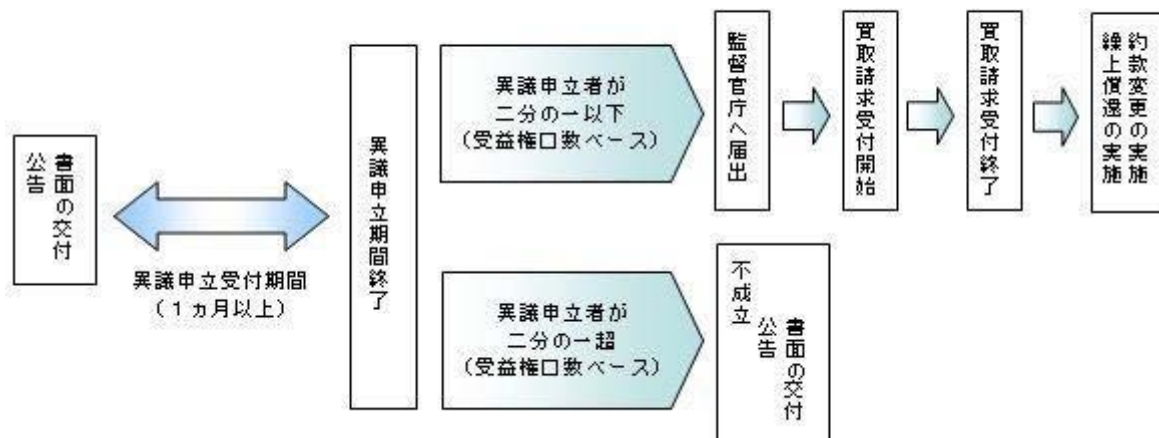 書面の交付
公告
異議申立受付期間
（１ヵ月以上）
異議申立期間終了
異議申立者が
二分の一以下
（受益権口数ベース）
監督官庁へ届出
買取請求受付開始
買取請求受付終了
約款変更の実施
繰上償還の実施
異議申立者が
二分の一超
（受益権口数ベース）
不成立
書面の交付
公告